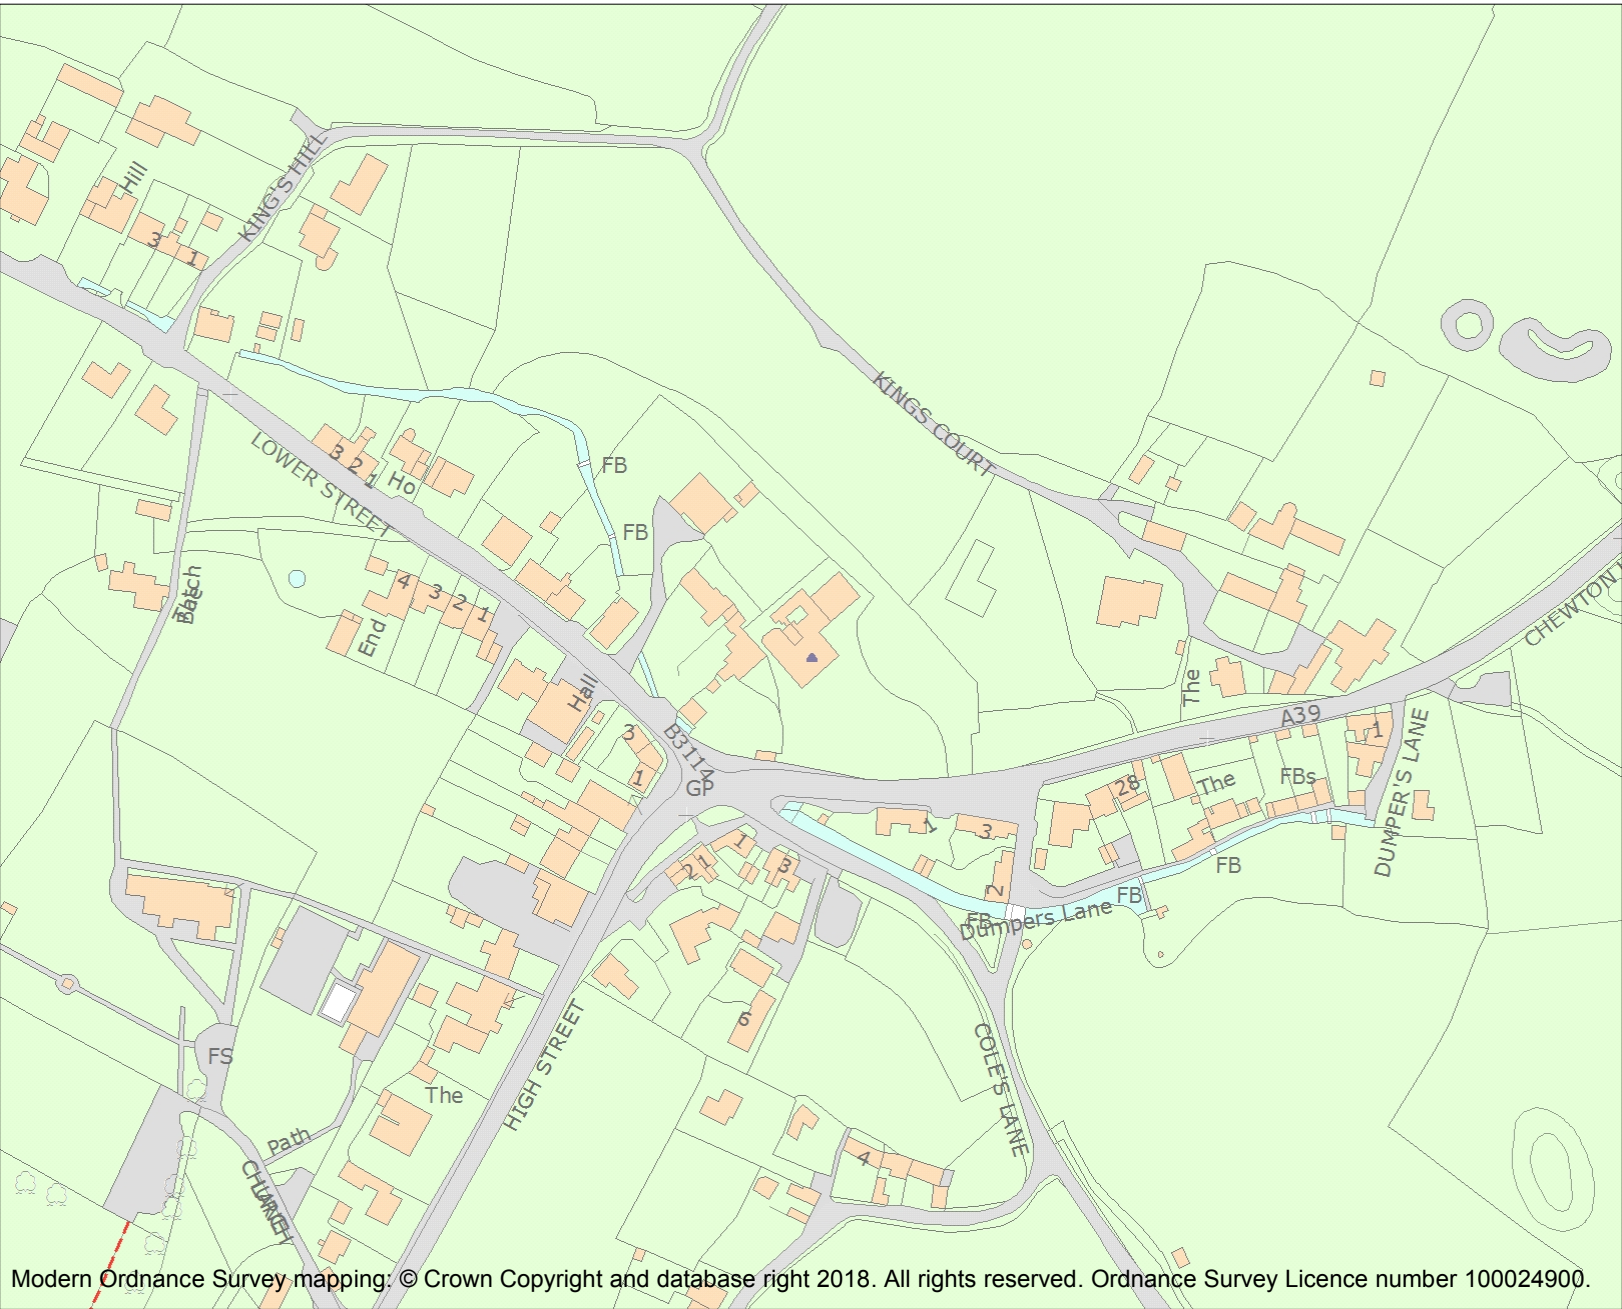 Hill
KING'S HILL
3
1
KINGS COURT
LOWER STREET
3
2
1
Ho
FB
FB
4
3
2
1
End
The
Hall
3
1
B3114
GP
The
A39
CHEWTON
1
DUMPER'S LANE
28
The
FBs
FB
FB
1
3
2
FB
Dumpers Lane
1
2 1
3
6
HIGH STREET
COLE'S LANE
FS
The
Path
CHURCH
LANE
4
Modern Ordnance Survey mapping: © Crown Copyright and database right 2018. All rights reserved. Ordnance Survey Licence number 100024900.